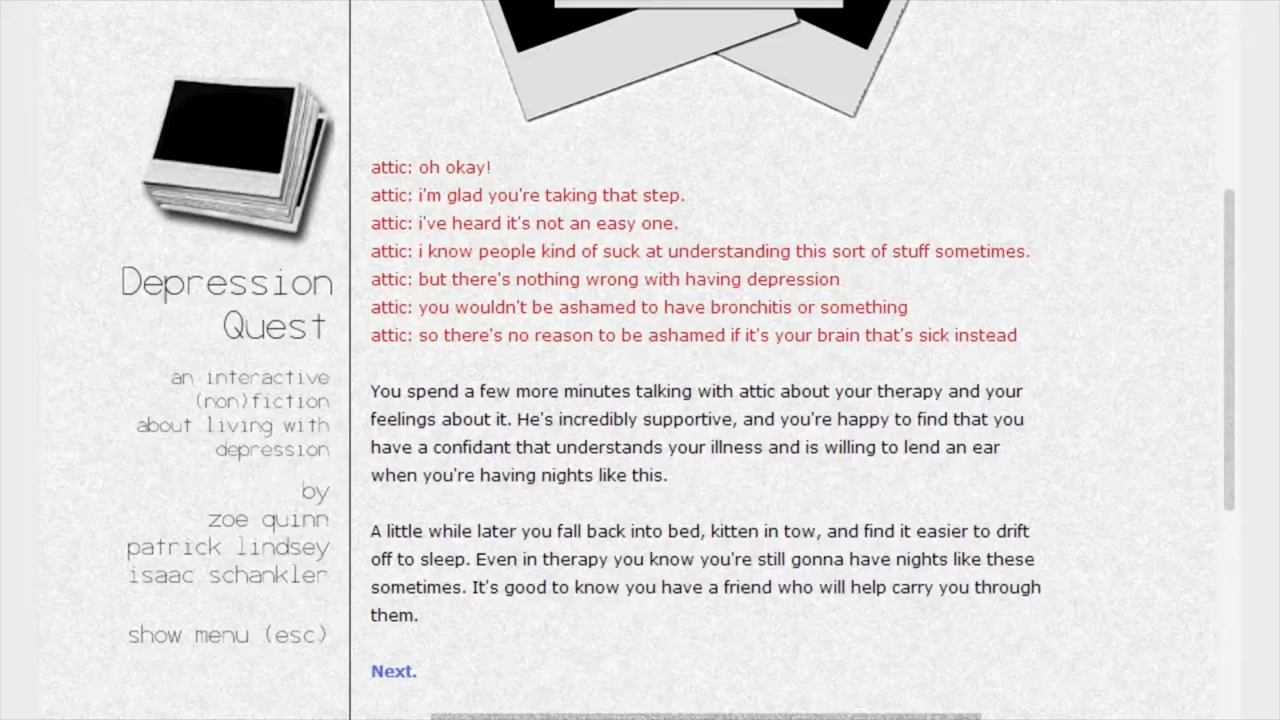 Depression
Quest
an interactive
(non)fiction
about living with
depression
by
zoe quinn
patrick lindsey
isaac schankler
show menu (esc)
attic: oh okay!
attic: i'm glad you're taking that step.
attic: i've heard it's not an easy one.
attic: i know people kind of suck at understanding this sort of stuff sometimes.
attic: but there's nothing wrong with having depression
attic: you wouldn't be ashamed to have bronchitis or something
attic: so there's no reason to be ashamed if it's your brain that's sick instead
You spend a few more minutes talking with attic about your therapy and your
feelings about it. He's incredibly supportive, and you're happy to find that you
have a confidant that understands your illness and is willing to lend an ear
when you're having nights like this.
A little while later you fall back into bed, kitten in tow, and find it easier to drift
off to sleep. Even in therapy you know you're still gonna have nights like these
sometimes. It's good to know you have a friend who will help carry you through
them.
Next.